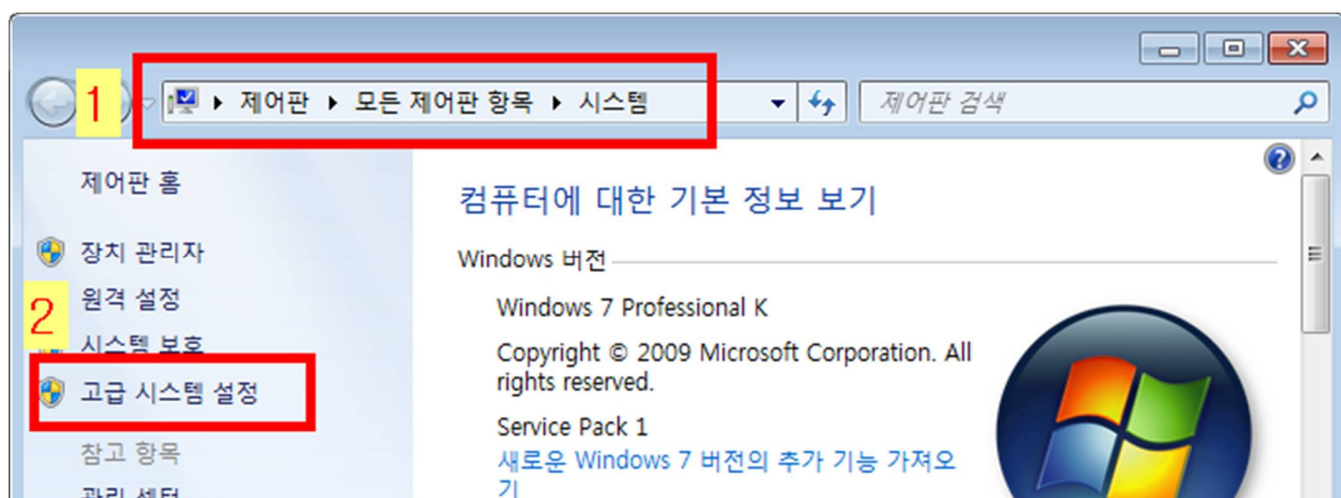 1
제어판 ▶ 모든 제어판 항목 ▶ 시스템
제어판 검색
제어판 홈
장치 관리자
원격 설정
2
시스템 보호
고급 시스템 설정
참고 항목
관리 센터
컴퓨터에 대한 기본 정보 보기
Windows 버전
Windows 7 Professional K
Copyright © 2009 Microsoft Corporation. All
rights reserved.
Service Pack 1
새로운 Windows 7 버전의 추가 기능 가져오
기